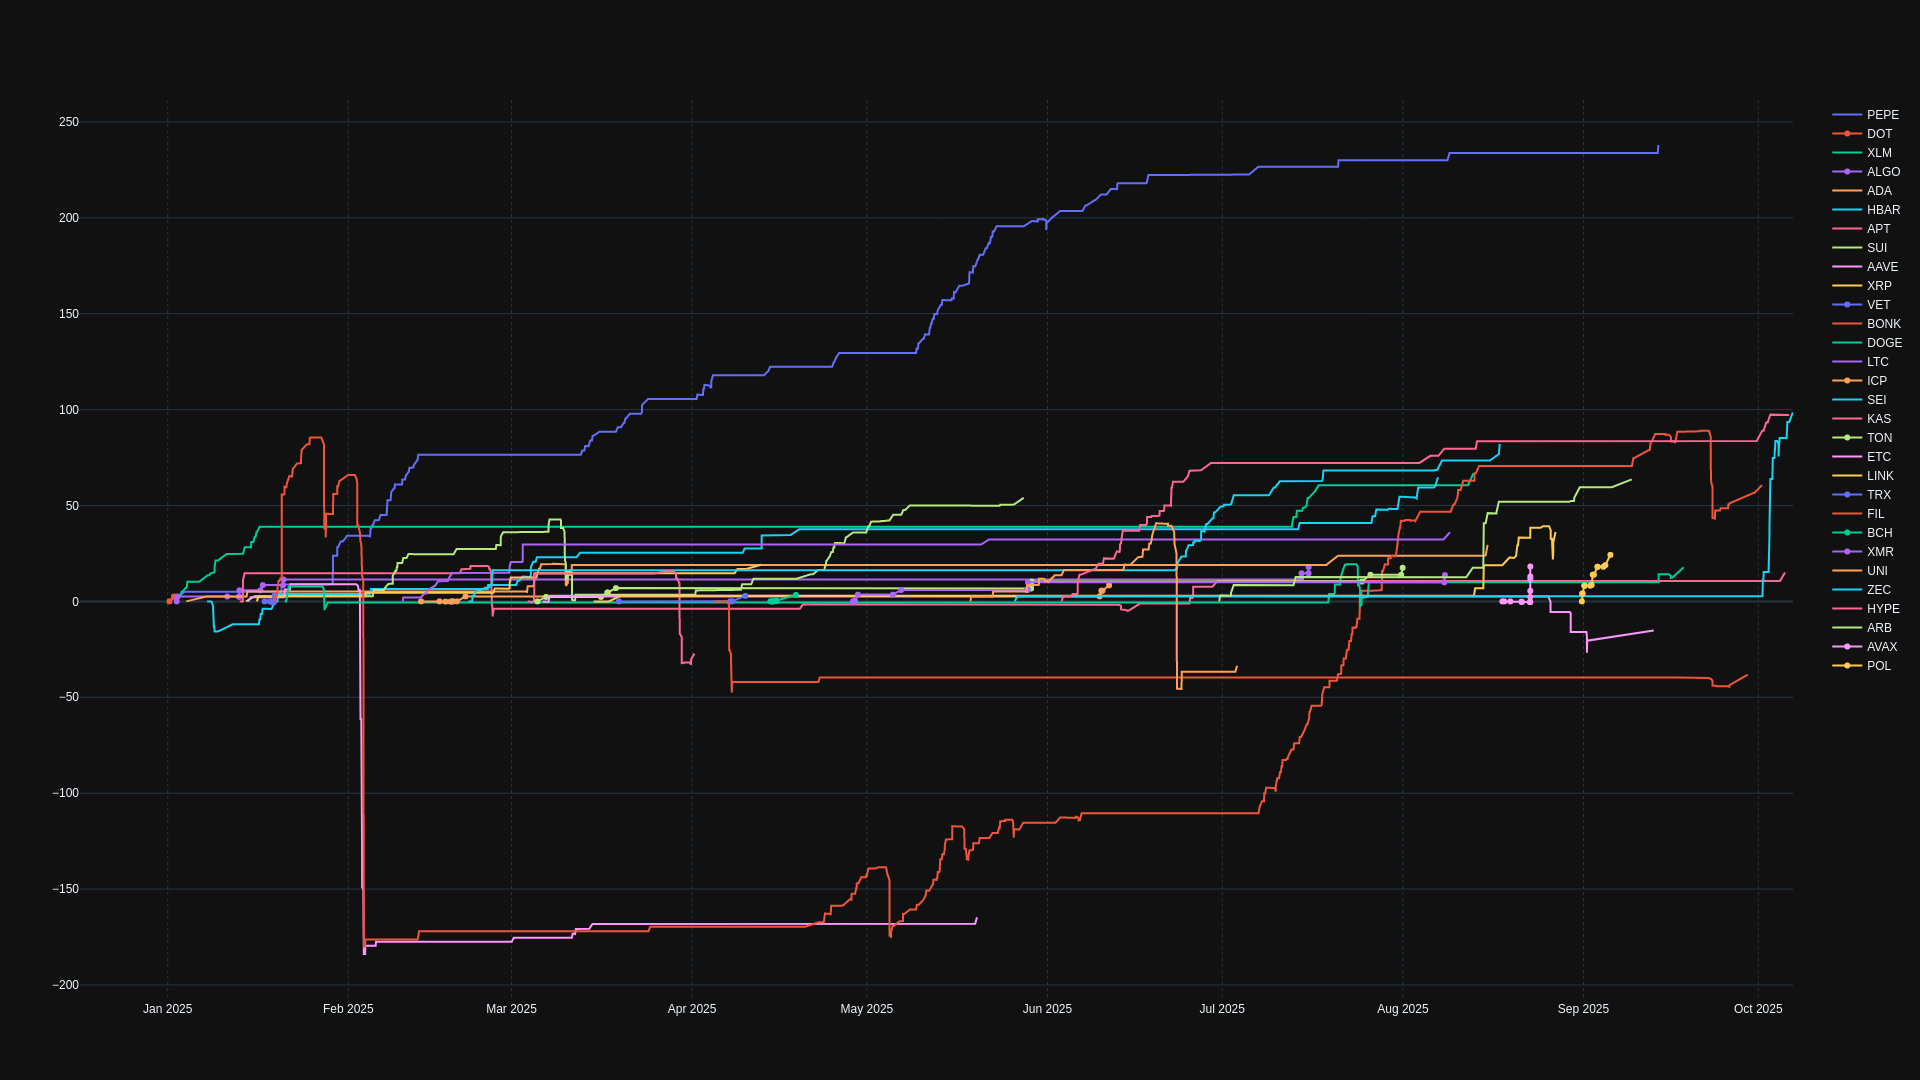 250
200
150
100
50
0
−50
−100
−150
−200
Jan 2025 Feb 2025 Mar 2025 Apr 2025 May 2025 Jun 2025 Jul 2025 Aug 2025 Sep 2025 Oct 2025
PEPE
DOT
XLM
ALGO
ADA
HBAR
APT
SUI
AAVE
XRP
VET
BONK
DOGE
LTC
ICP
SEI
KAS
TON
ETC
LINK
TRX
FIL
BCH
XMR
UNI
ZEC
HYPE
ARB
AVAX
POL